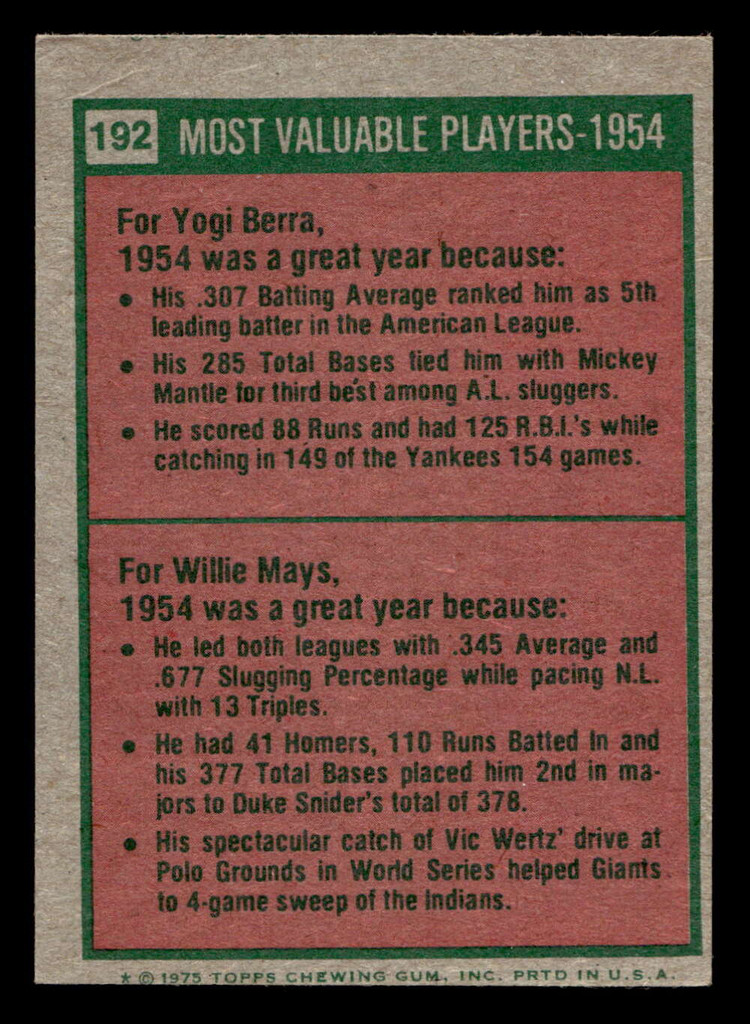 192 MOST VALUABLE PLAYERS-1954
For Yogi Berra,
1954 was a great year because:
• His .307 Batting Average ranked him as 5th
leading batter in the American League.
• His 285 Total Bases tied him with Mickey
Mantle for third best among A.L. sluggers.
• He scored 88 Runs and had 125 R.B.I.'s while
catching in 149 of the Yankees 154 games.
For Willie Mays,
1954 was a great year because:
• He led both leagues with .345 Average and
.677 Slugging Percentage while pacing N.L.
with 13 Triples.
• He had 41 Homers, 110 Runs Batted In and
his 377 Total Bases placed him 2nd in ma-
jors to Duke Snider's total of 378.
• His spectacular catch of Vic Wertz' drive at
Polo Grounds in World Series helped Giants
to 4-game sweep of the Indians.
* © 1975 TOPPS CHEWING GUM, INC. PRTD IN U.S.A.